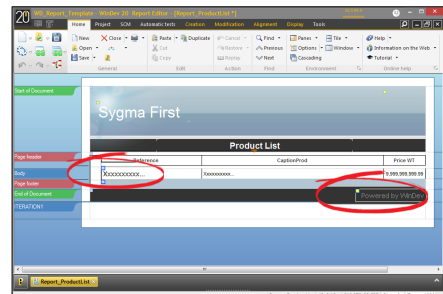 20 WD_Report_Template - WinDev 20 Report Editor - [Report_ProductList *]
Home Project SCM Automatic tests Creation Modification Alignment Display Tools
New Close Paste Duplicate Cancel Find Panes Tile Help
Open Cut Restore Previous Options Window Information on the Web
Save Copy Replay Next Cascading Tutorial
General Edit Action Find Environment Online help
Start of Document
Sygma First
Product List
Page header
Reference CaptionProd Price WT
Body
Xxxxxxxxxx... Xxxxxxxxxx... 9,999,999,999.99
Page footer
End of Document
Powered by WinDev
ITERATION1
Report_ProductList